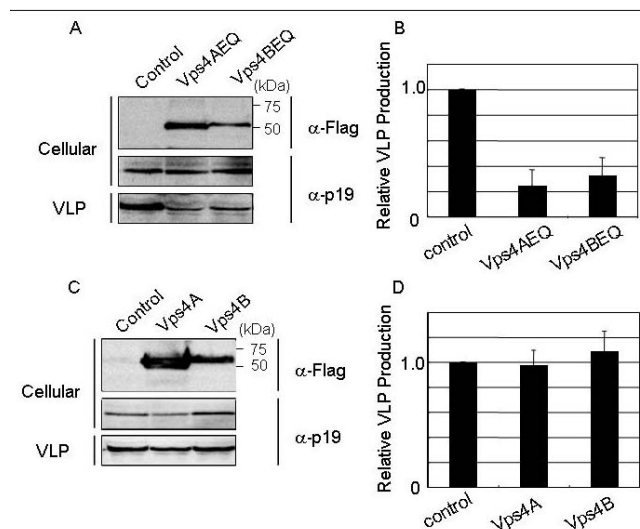 A
Control
Vps4AEQ
Vps4BEQ
(kDa)
75
50
α-Flag
Cellular
VLP
α-p19
B
Relative VLP Production
1.0
0
control
Vps4AEQ
Vps4BEQ
C
Control
Vps4A
Vps4B
(kDa)
75
50
α-Flag
Cellular
VLP
α-p19
D
Relative VLP Production
1.0
0
control
Vps4A
Vps4B